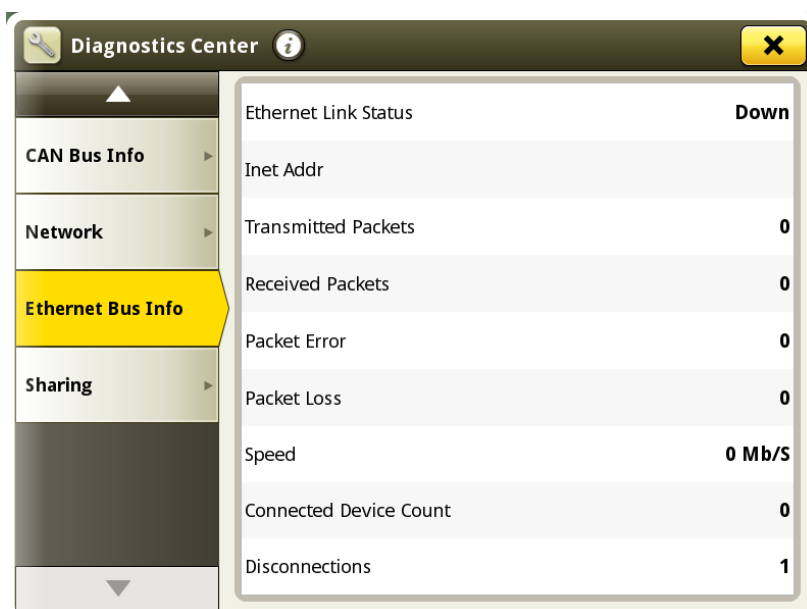 Diagnostics Center
CAN Bus Info
Network
Ethernet Bus Info
Sharing
Ethernet Link Status Down
Inet Addr
Transmitted Packets 0
Received Packets 0
Packet Error 0
Packet Loss 0
Speed 0 Mb/S
Connected Device Count 0
Disconnections 1